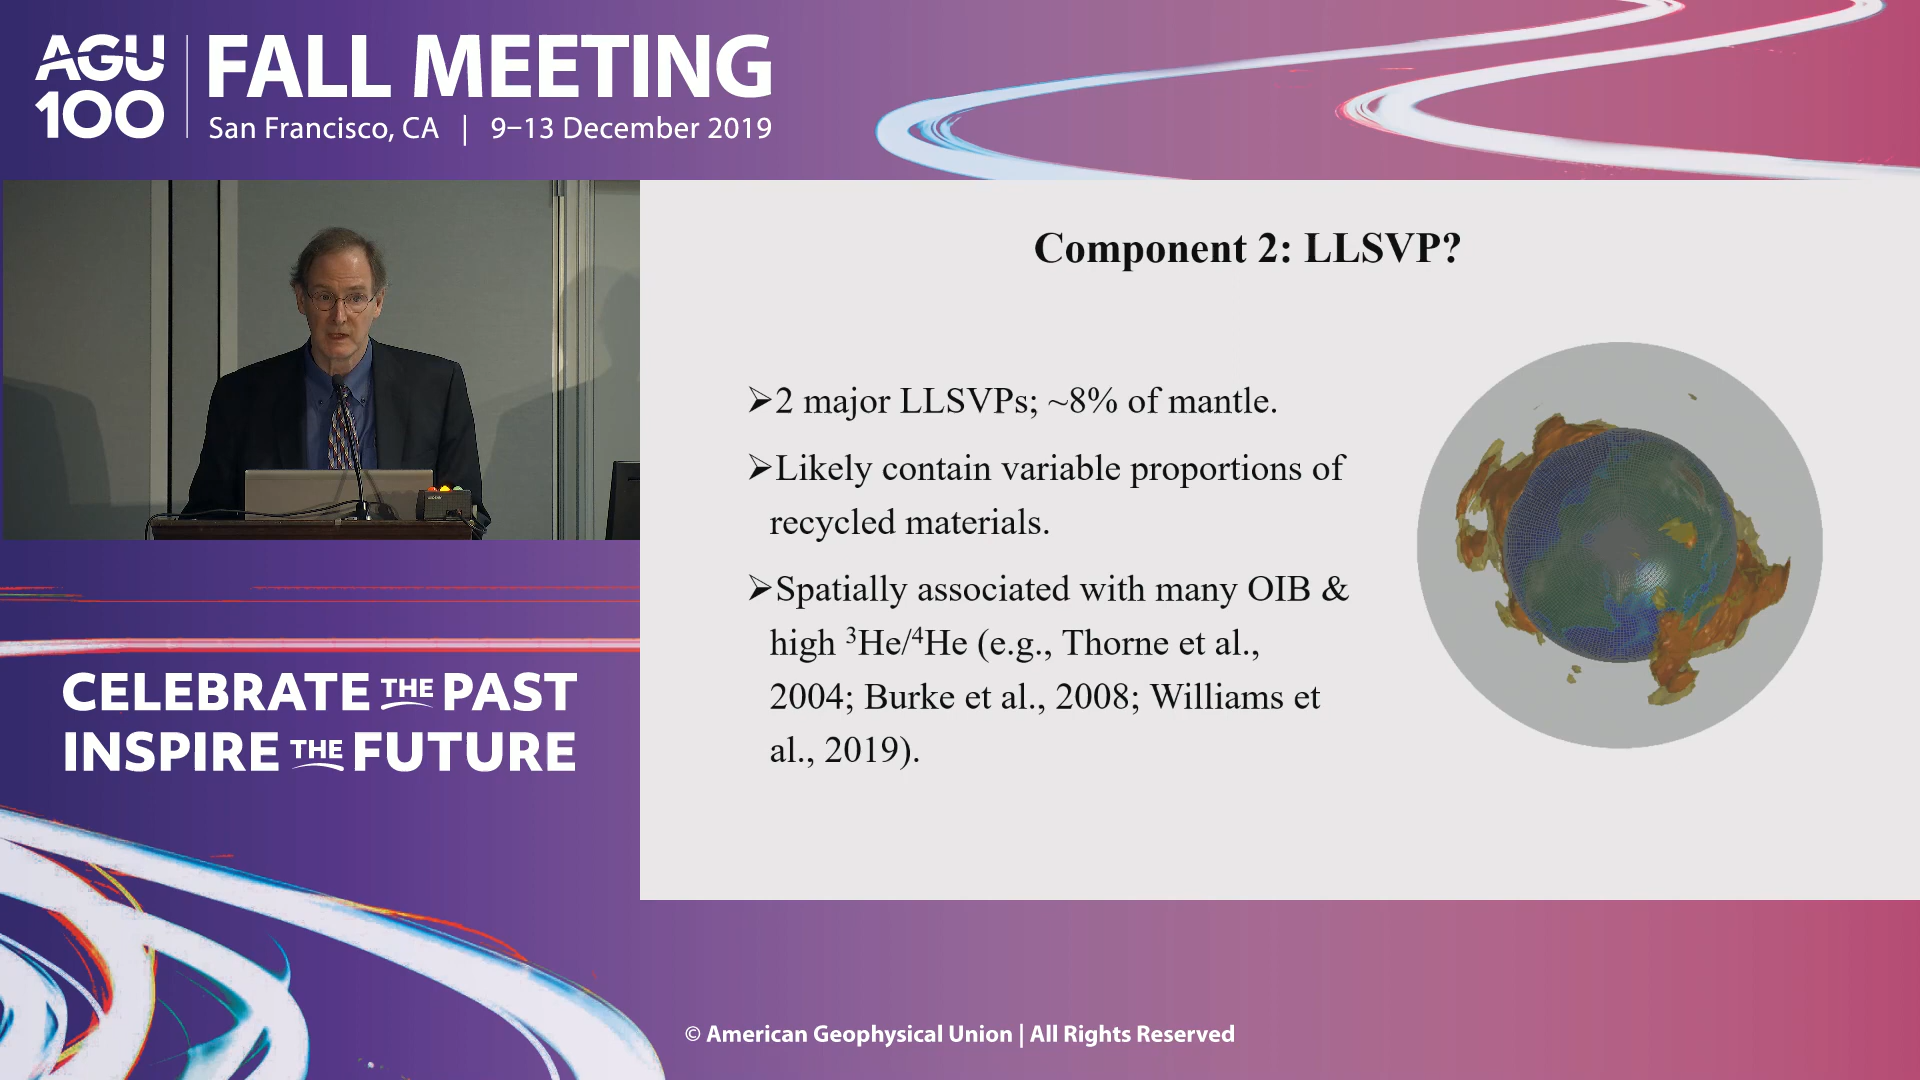 AGU
100
FALL MEETING
San Francisco, CA | 9–13 December 2019
Component 2: LLSVP?
➢2 major LLSVPs; ~8% of mantle.
➢Likely contain variable proportions of
recycled materials.
➢Spatially associated with many OIB &
high ³He/⁴He (e.g., Thorne et al.,
2004; Burke et al., 2008; Williams et
al., 2019).
CELEBRATE THE PAST
INSPIRE THE FUTURE
© American Geophysical Union | All Rights Reserved